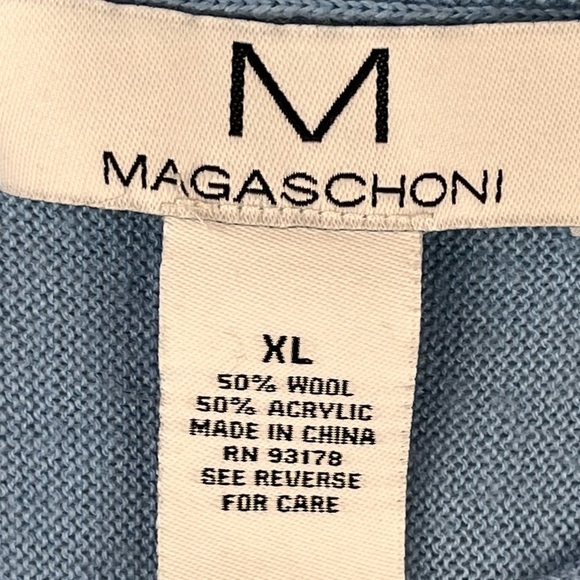 M
MAGASCHONI
XL
50% WOOL
50% ACRYLIC
MADE IN CHINA
RN 93178
SEE REVERSE
FOR CARE